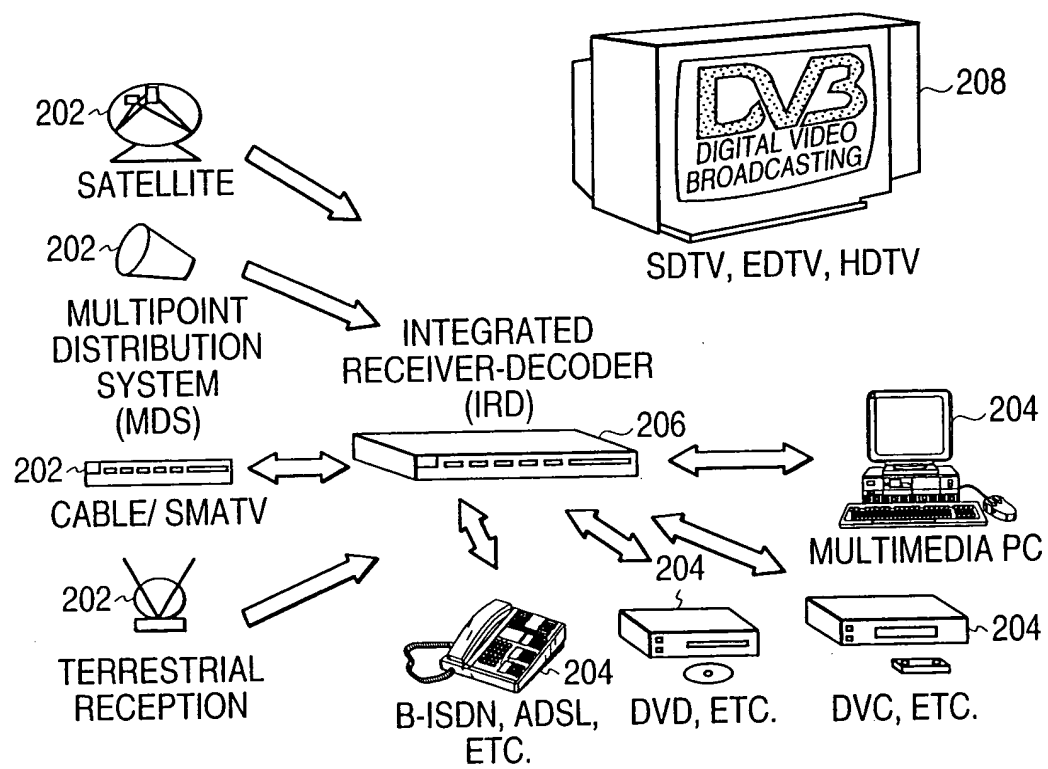 202
SATELLITE
202
MULTIPOINT
DISTRIBUTION
SYSTEM
(MDS)
202
CABLE/ SMATV
202
TERRESTRIAL
RECEPTION
INTEGRATED
RECEIVER-DECODER
(IRD)
206
DVB
DIGITAL VIDEO
BROADCASTING
208
SDTV, EDTV, HDTV
204
MULTIMEDIA PC
204
B-ISDN, ADSL,
ETC.
204
DVD, ETC.
204
DVC, ETC.